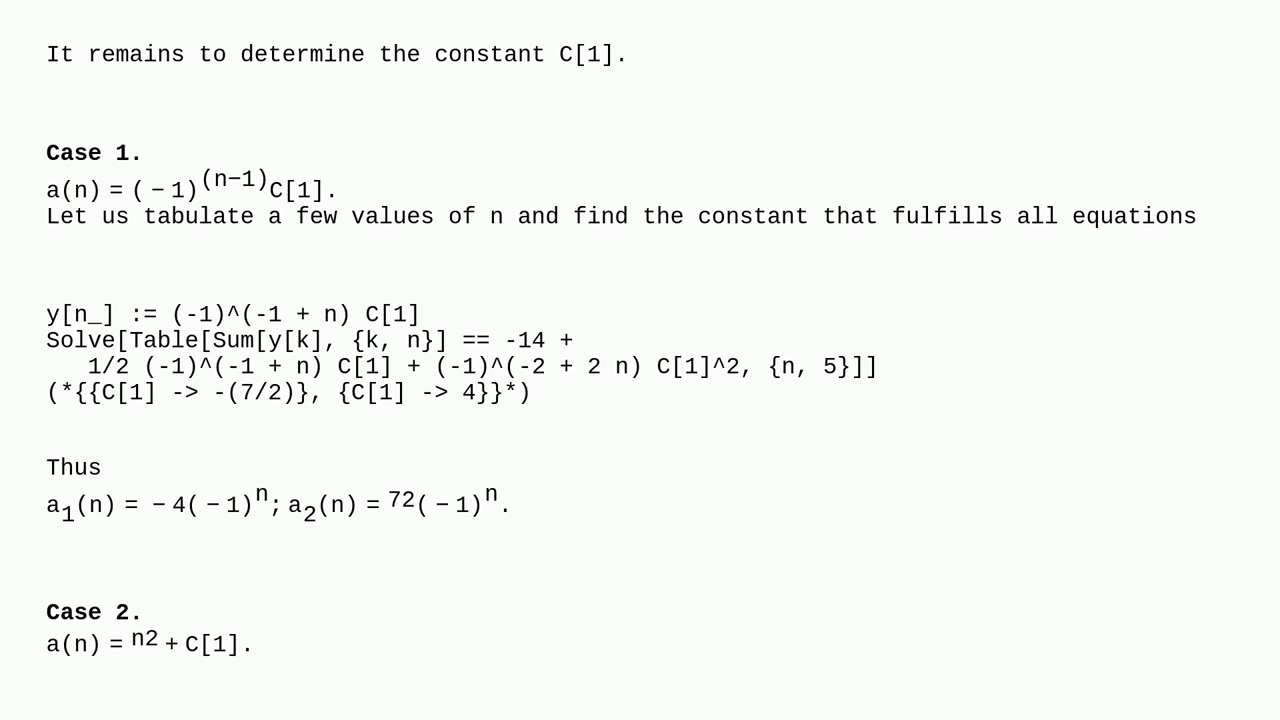 It remains to determine the constant C[1].
Case 1.
a(n) = ( − 1)^(n−1)C[1].
Let us tabulate a few values of n and find the constant that fulfills all equations
y[n_] := (-1)^(-1 + n) C[1]
Solve[Table[Sum[y[k], {k, n}] == -14 +
1/2 (-1)^(-1 + n) C[1] + (-1)^(-2 + 2 n) C[1]^2, {n, 5}]]
(*{{C[1] -> -(7/2)}, {C[1] -> 4}}*)
Thus
a₁(n) = − 4( − 1)ⁿ; a₂(n) = 72( − 1)ⁿ.
Case 2.
a(n) = n2 + C[1].